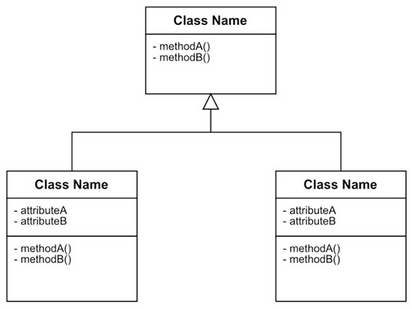 Class Name
- methodA()
- methodB()
Class Name
- attributeA
- attributeB
- methodA()
- methodB()
Class Name
- attributeA
- attributeB
- methodA()
- methodB()